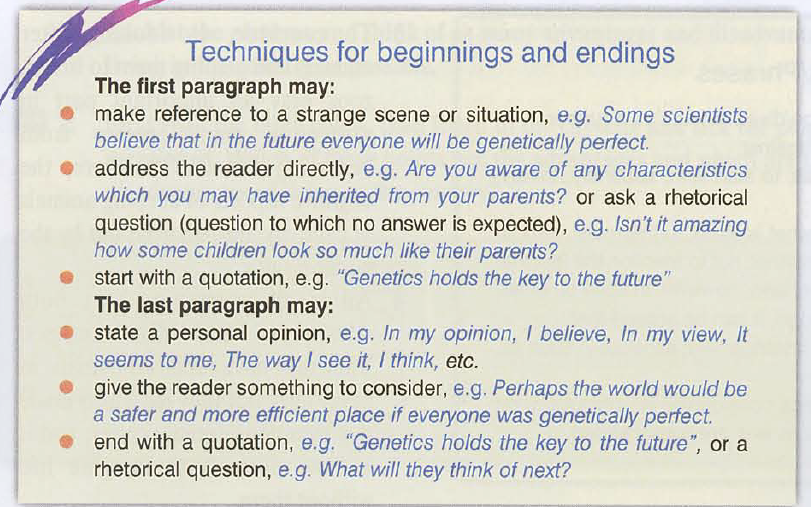 Techniques for beginnings and endings
The first paragraph may:
make reference to a strange scene or situation, e.g. Some scientists
believe that in the future everyone will be genetically perfect.
address the reader directly, e.g. Are you aware of any characteristics
which you may have inherited from your parents? or ask a rhetorical
question (question to which no answer is expected), e.g. Isn't it amazing
how some children look so much like their parents?
start with a quotation, e.g. "Genetics holds the key to the future"
The last paragraph may:
state a personal opinion, e.g. In my opinion, I believe, In my view, It
seems to me, The way I see it, I think, etc.
give the reader something to consider, e.g. Perhaps the world would be
a safer and more efficient place if everyone was genetically perfect.
end with a quotation, e.g. "Genetics holds the key to the future", or a
rhetorical question, e.g. What will they think of next?